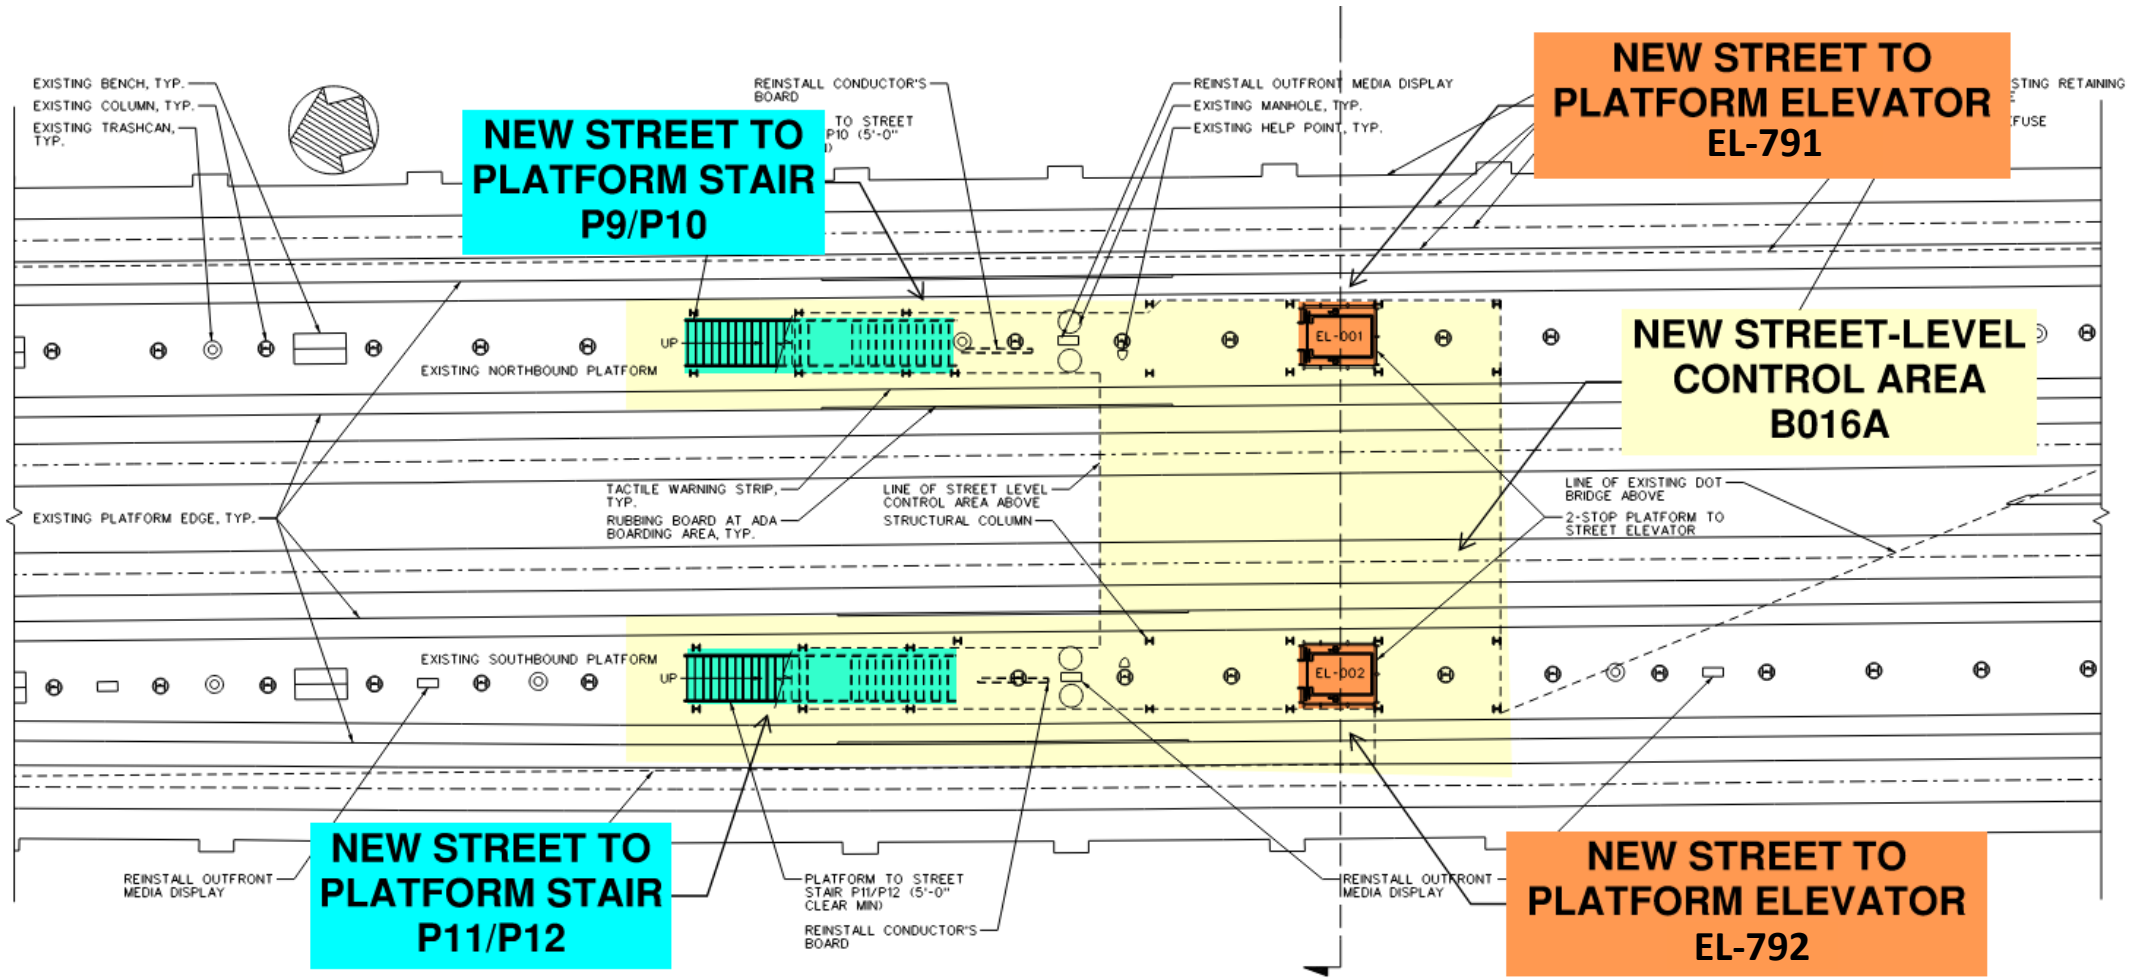 EXISTING BENCH, TYP.
EXISTING COLUMN, TYP.
EXISTING TRASHCAN,
TYP.
REINSTALL CONDUCTOR'S
BOARD
TO STREET
P10 (5'-0"
NEW STREET TO
PLATFORM STAIR
P9/P10
REINSTALL OUTFRONT MEDIA DISPLAY
EXISTING MANHOLE, TYP.
EXISTING HELP POINT, TYP.
NEW STREET TO
PLATFORM ELEVATOR
EL-791
STING RETAINING
EFUSE
UP
EXISTING NORTHBOUND PLATFORM
EL-001
NEW STREET-LEVEL
CONTROL AREA
B016A
TACTILE WARNING STRIP,
TYP.
RUBBING BOARD AT ADA
BOARDING AREA, TYP.
LINE OF STREET LEVEL
CONTROL AREA ABOVE
STRUCTURAL COLUMN
LINE OF EXISTING DOT
BRIDGE ABOVE
2-STOP PLATFORM TO
STREET ELEVATOR
EXISTING PLATFORM EDGE, TYP.
EXISTING SOUTHBOUND PLATFORM
UP
EL-002
REINSTALL OUTFRONT
MEDIA DISPLAY
NEW STREET TO
PLATFORM STAIR
P11/P12
PLATFORM TO STREET
STAIR P11/P12 (5'-0"
CLEAR MIN)
REINSTALL CONDUCTOR'S
BOARD
REINSTALL OUTFRONT
MEDIA DISPLAY
NEW STREET TO
PLATFORM ELEVATOR
EL-792